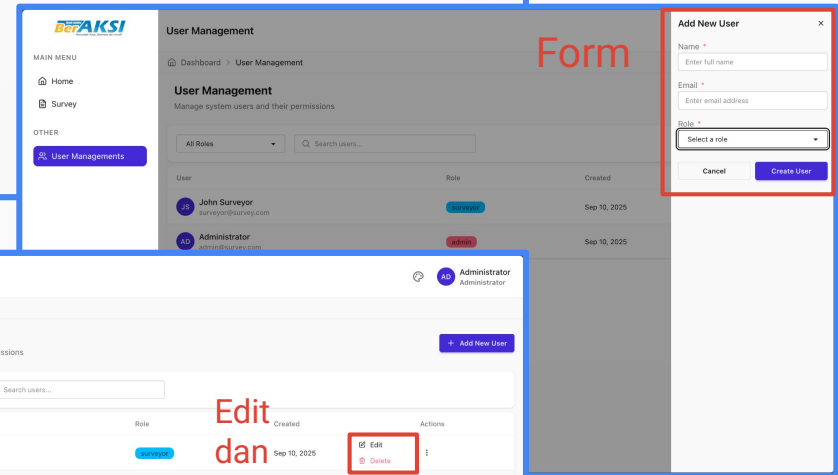 BerAKSI
User Management
MAIN MENU
Home
Survey
OTHER
User Managements
Dashboard > User Management
User Management
Manage system users and their permissions
All Roles
Search users...
User Role Created
JS John Surveyor surveyor Sep 10, 2025
surveyor@survey.com
AD Administrator admin Sep 10, 2025
admin@survey.com
Form
Add New User ×
Name *
Enter full name
Email *
Enter email address
Role *
Select a role
Cancel Create User
AD Administrator
Administrator
+ Add New User
ssions
Search users...
Role Created Actions
surveyor Sep 10, 2025
Edit
Delete
Edit
dan